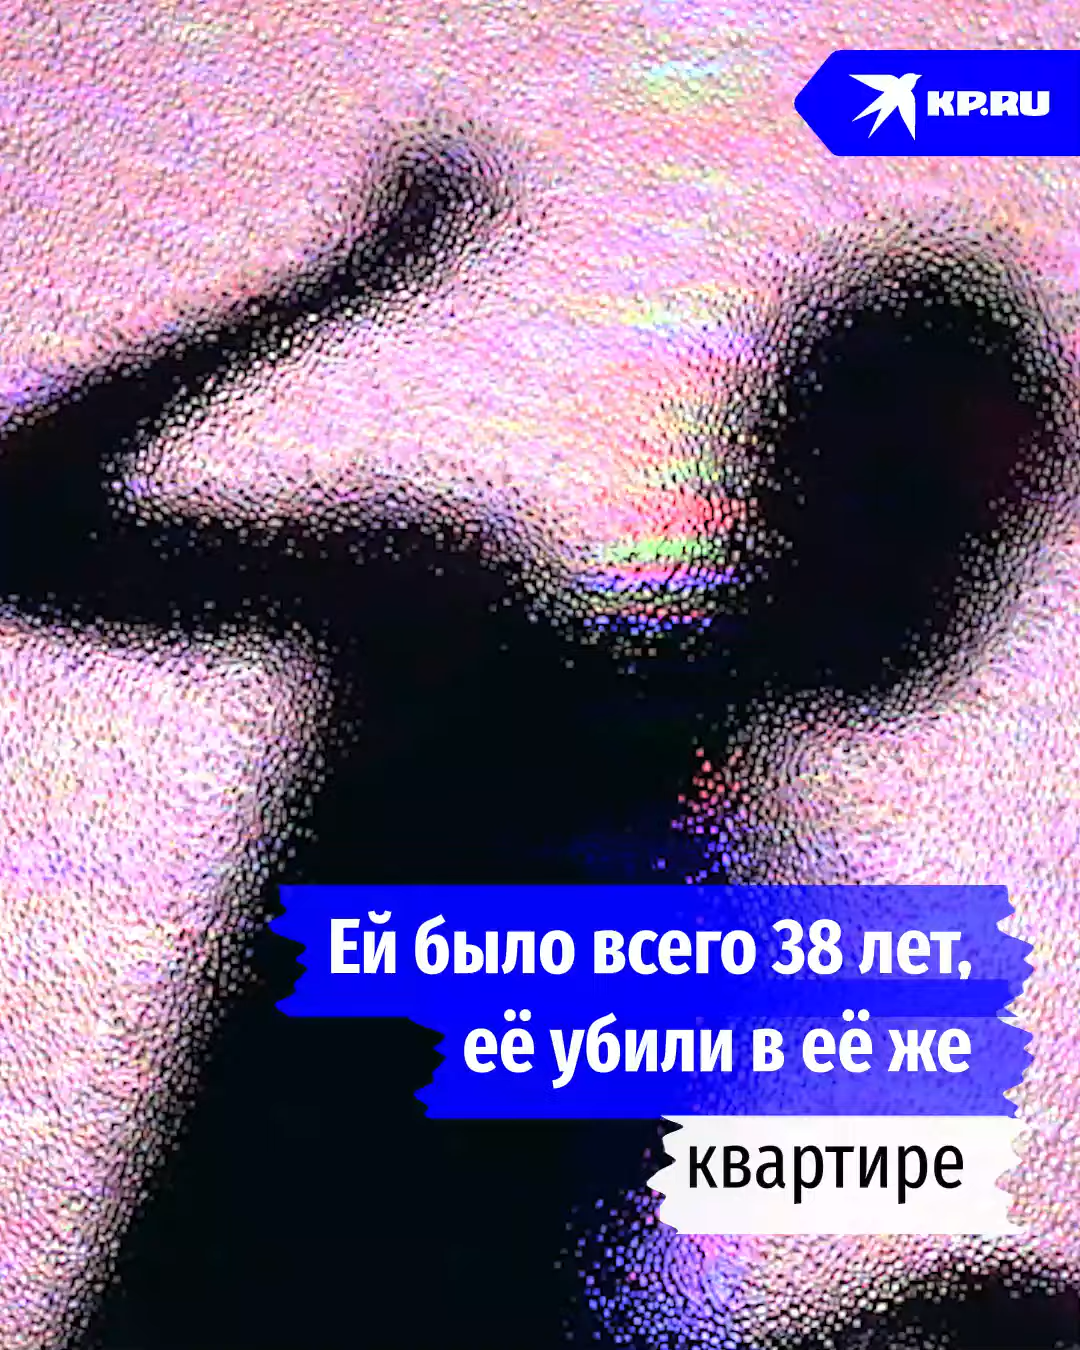 KP.RU
Ей было всего 38 лет,
её убили в её же
квартире